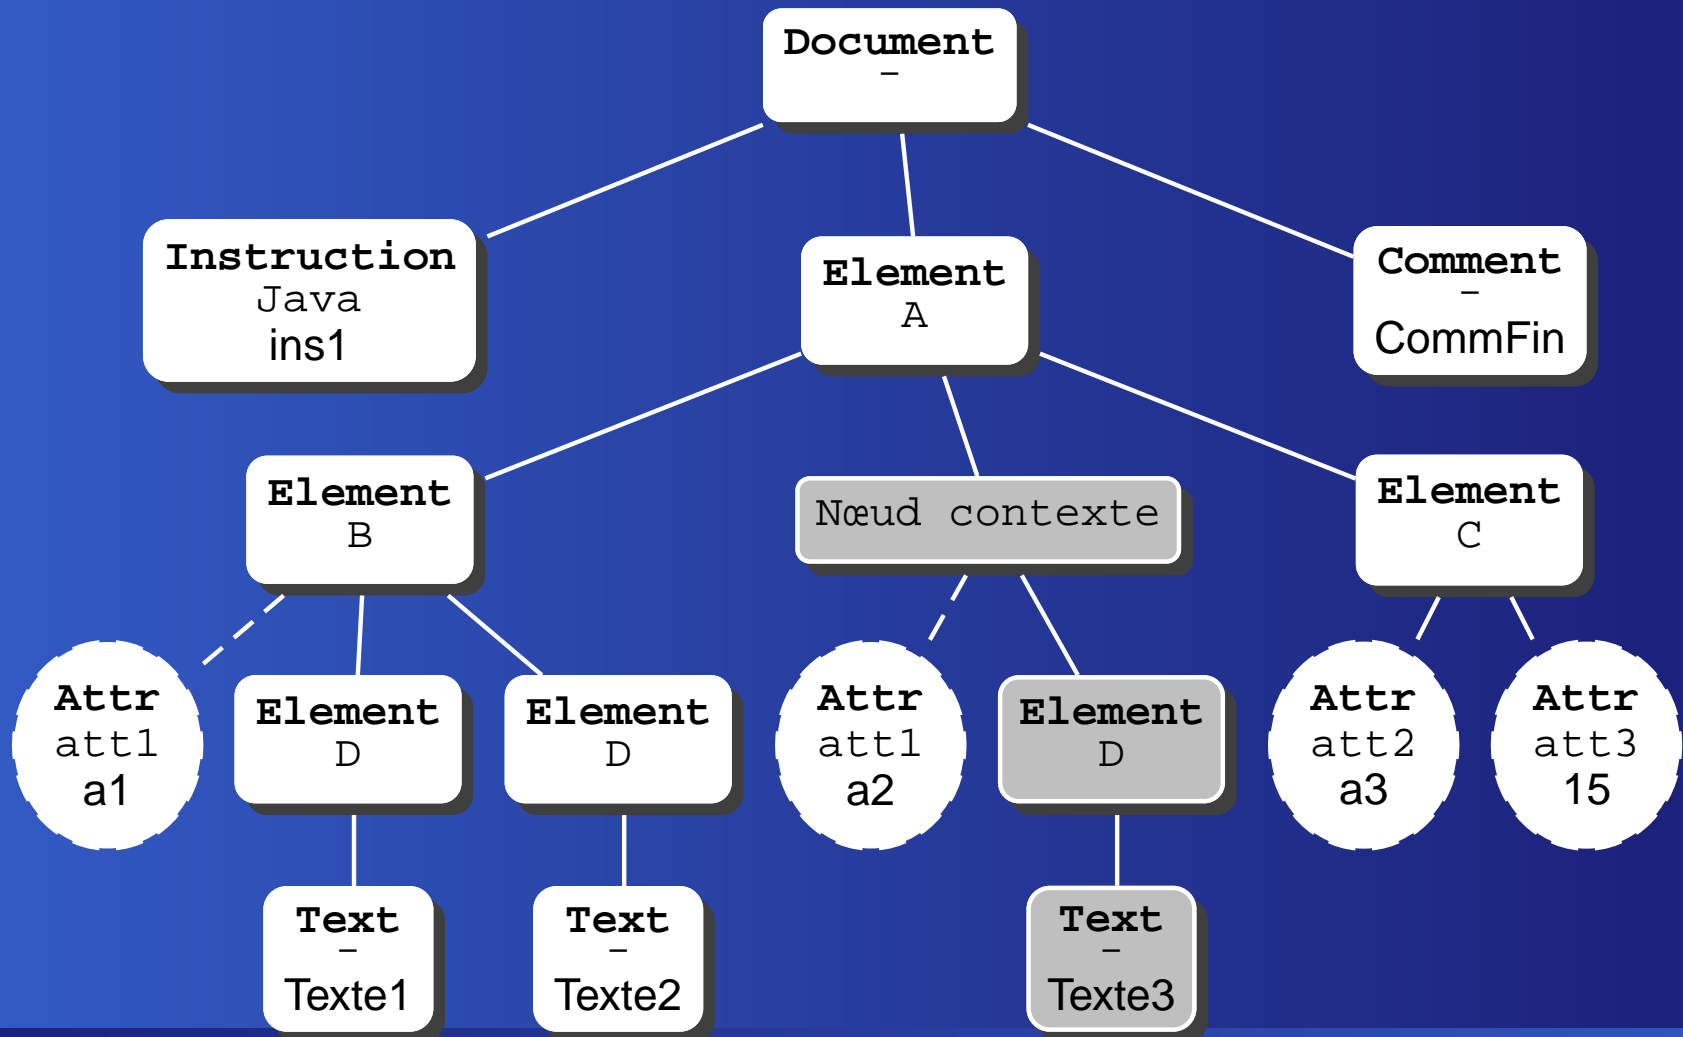 Document
-
Instruction
Java
ins1
Element
A
Comment
-
CommFin
Element
B
Nœud contexte
Element
C
Attr
att1
a1
Element
D
Element
D
Attr
att1
a2
Element
D
Attr
att2
a3
Attr
att3
15
Text
-
Texte1
Text
-
Texte2
Text
-
Texte3